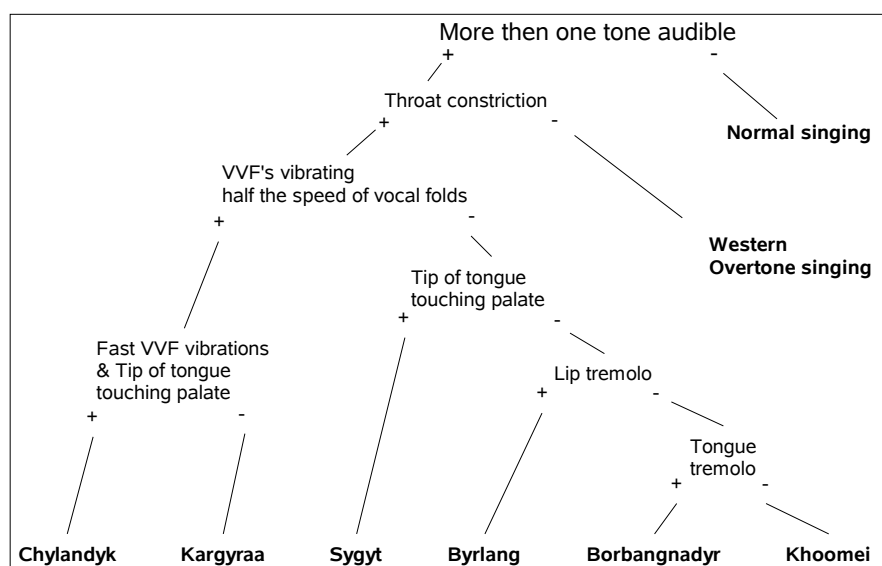 More then one tone audible
+ -
Throat constriction
+ -
Normal singing
VVF's vibrating
half the speed of vocal folds
+ -
Western
Overtone singing
Tip of tongue
touching palate
+ -
Fast VVF vibrations
& Tip of tongue
touching palate
+ -
Lip tremolo
+ -
Tongue
tremolo
+ -
Chylandyk Kargyraa Sygyt Byrlang Borbangnadyr Khoomei